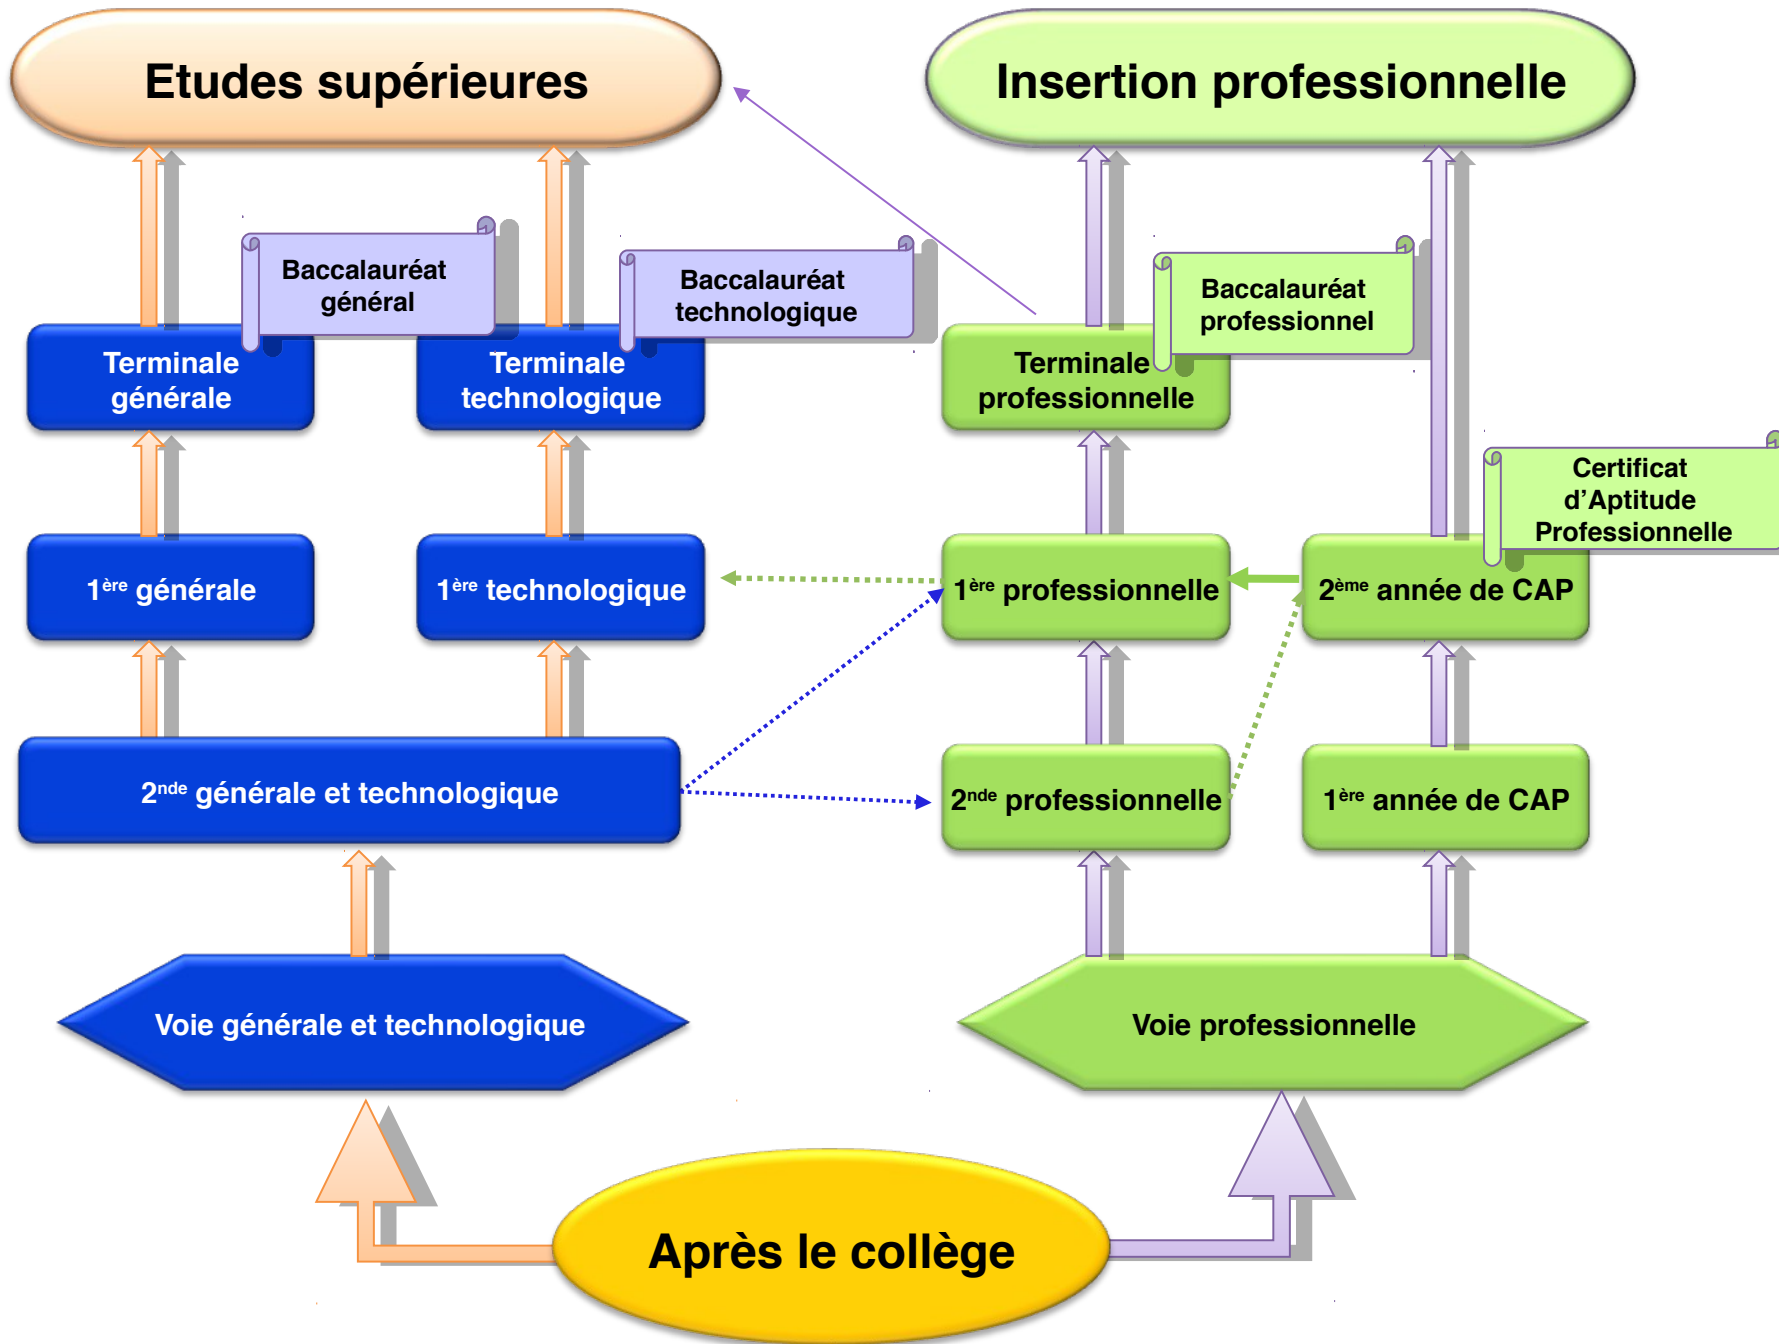 Etudes supérieures
Insertion professionnelle
Baccalauréat
général
Baccalauréat
technologique
Baccalauréat
professionnel
Terminale
générale
Terminale
technologique
Terminale
professionnelle
Certificat
d’Aptitude
Professionnelle
1ère générale
1ère technologique
1ère professionnelle
2ème année de CAP
2nde générale et technologique
2nde professionnelle
1ère année de CAP
Voie générale et technologique
Voie professionnelle
Après le collège